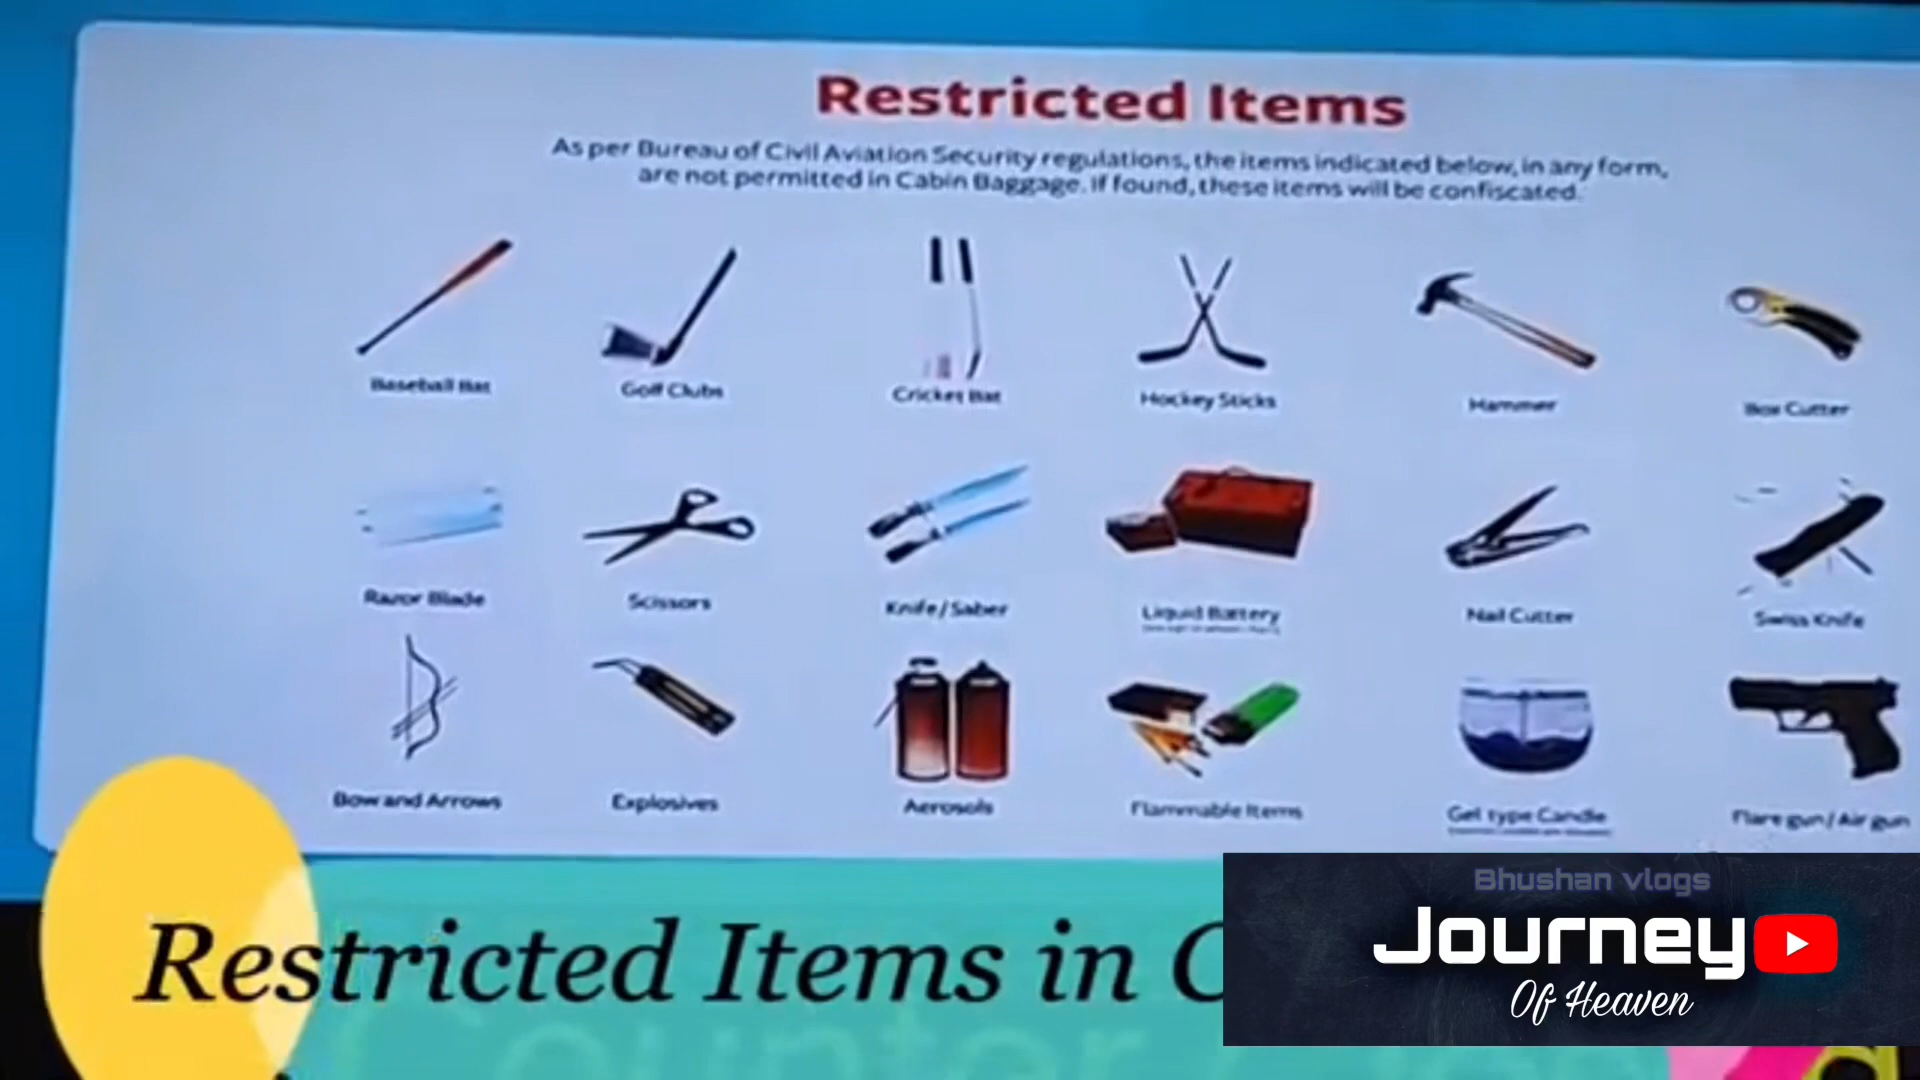 Restricted Items
As per Bureau of Civil Aviation Security regulations, the items indicated below, in any form,
are not permitted in Cabin Baggage. If found, these items will be confiscated.
Baseball Bat Golf Clubs Cricket Bat Hockey Sticks Hammer Box Cutter
Razor Blade Scissors Knife/Saber Liquid Battery Nail Cutter Swiss Knife
Bow and Arrows Explosives Aerosols Flammable Items Gel type Candle Flare gun / Air gun
Restricted Items in C
Counter
Bhushan vlogs
Journey
Of Heaven